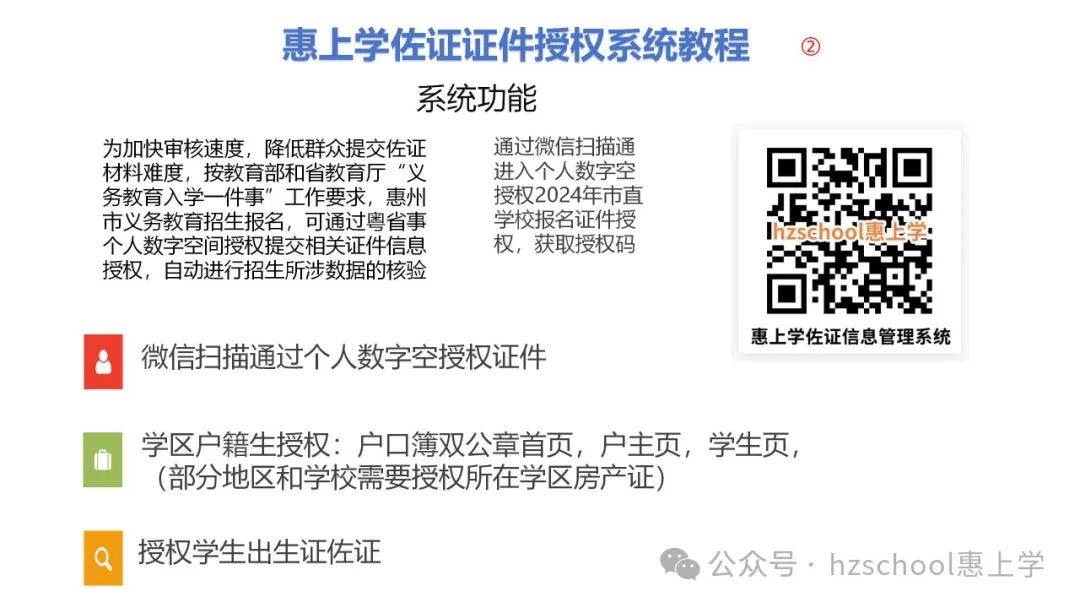 惠上学佐证证件授权系统教程 ②
系统功能
为加快审核速度，降低群众提交佐证
材料难度，按教育部和省教育厅“义
务教育入学一件事”工作要求，惠州
市义务教育招生报名，可通过粤省事
个人数字空间授权提交相关证件信息
授权，自动进行招生所涉数据的核验
通过微信扫描通
进入个人数字空
授权2024年市直
学校报名证件授
权，获取授权码
hzschool惠上学
惠上学佐证信息管理系统
微信扫描通过个人数字空授权证件
学区户籍生授权：户口簿双公章首页，户主页，学生页，
（部分地区和学校需要授权所在学区房产证）
授权学生出生证佐证
公众号 · hzschool惠上学